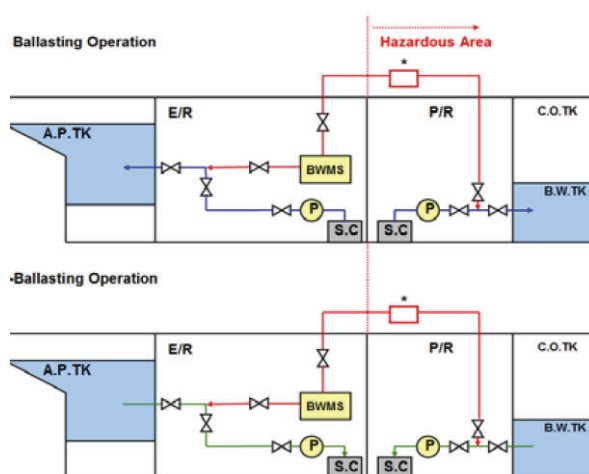 Ballasting Operation
Hazardous Area
*
E/R
P/R
C.O.TK
A.P.TK
BWMS
B.W.TK
P
P
S.C
S.C
-Ballasting Operation
*
E/R
P/R
C.O.TK
A.P.TK
BWMS
B.W.TK
P
P
S.C
S.C